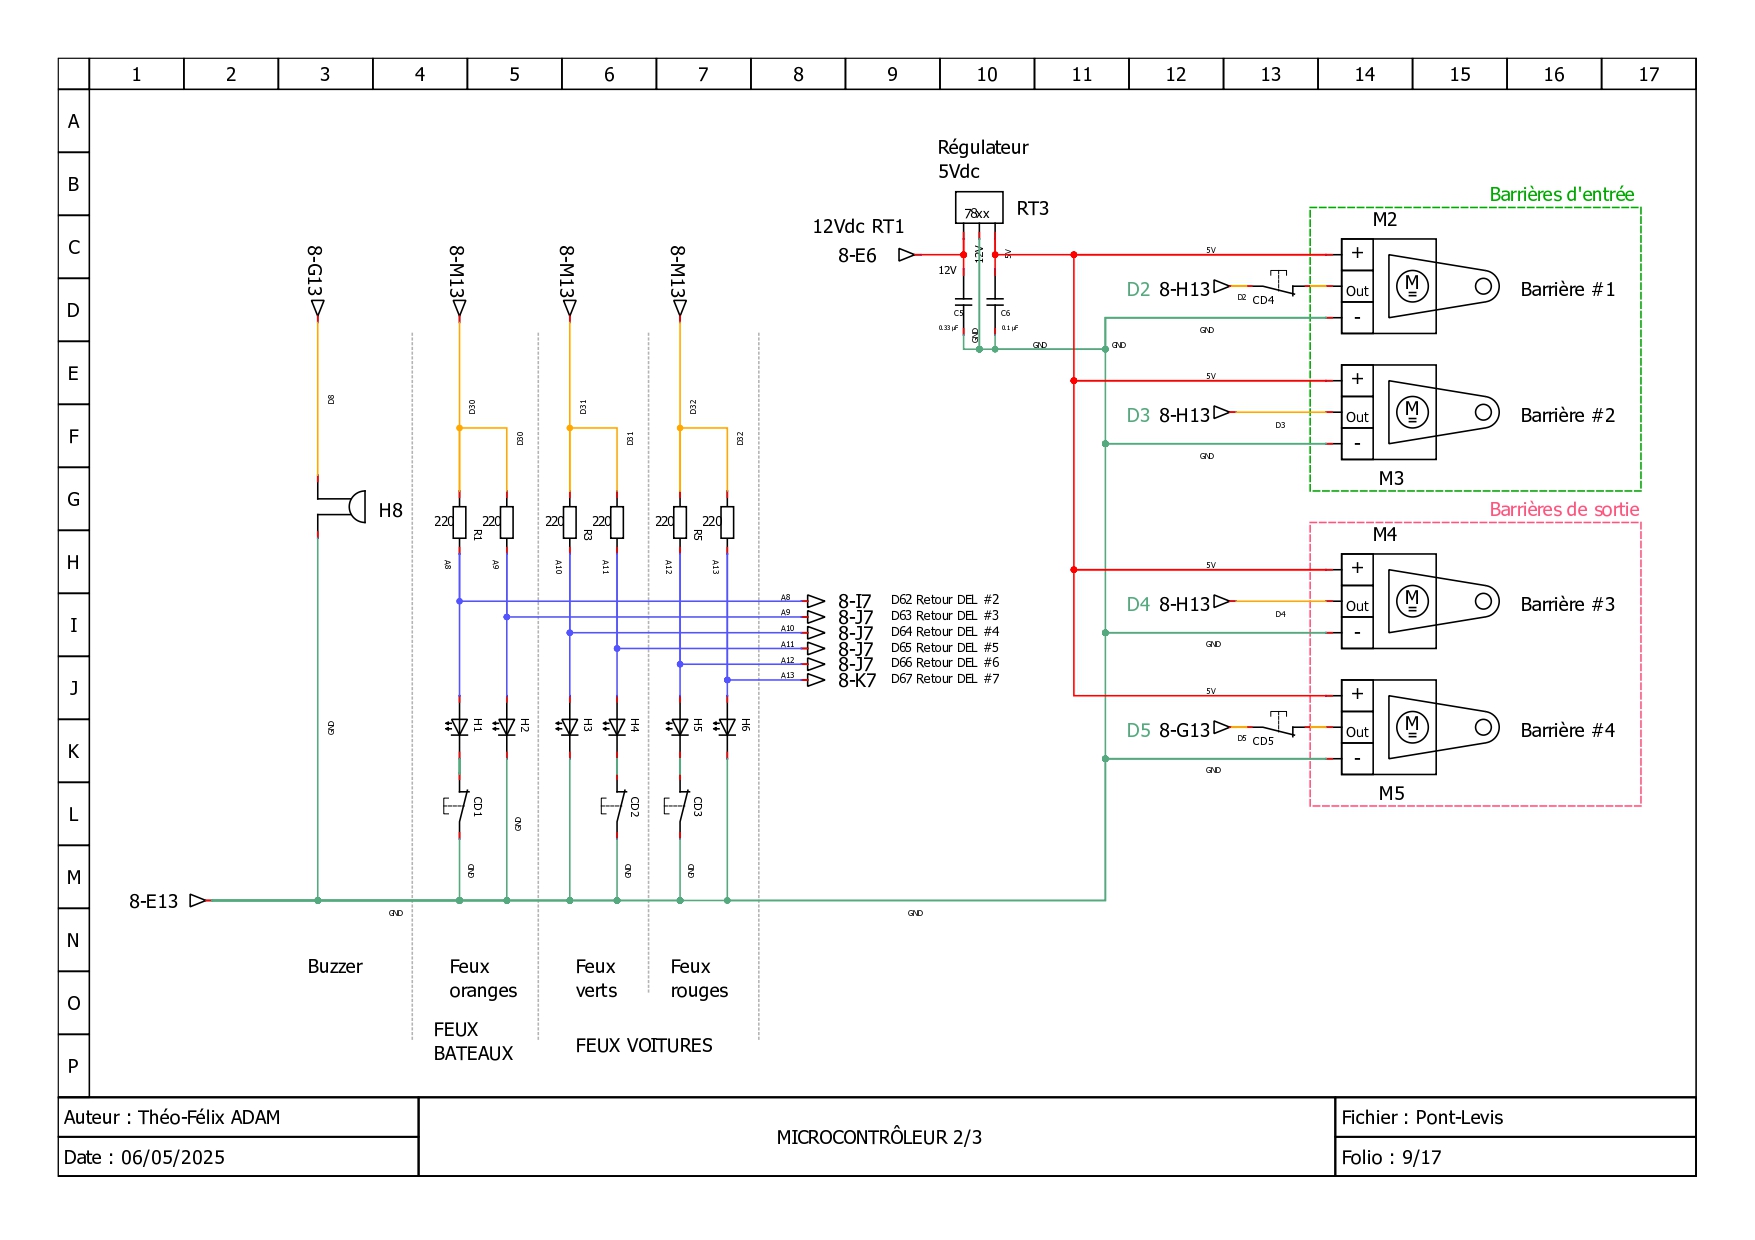 1 2 3 4 5 6 7 8 9 10 11 12 13 14 15 16 17
A
B
C
D
E
F
G
H
I
J
K
L
M
N
O
P
Régulateur
5Vdc
78xx
RT3
12Vdc RT1
8-E6
12V
12V
5V
C5
0.33 µF
GND
C6
0.1 µF
GND
GND
Barrières d'entrée
M2
5V
+
D2 8-H13
D2
CD4
Out
Barrière #1
-
GND
5V
+
D3 8-H13
D3
Out
Barrière #2
-
GND
M3
Barrières de sortie
M4
5V
+
D4 8-H13
D4
Out
Barrière #3
-
GND
5V
+
D5 8-G13
D5
CD5
Out
Barrière #4
-
GND
M5
8-G13
8-M13
8-M13
8-M13
D8
D30
D30
D31
D31
D32
D32
H8
220
R1
220
220
R3
220
220
R5
220
A8
A9
A10
A11
A12
A13
A8 8-I7 D62 Retour DEL #2
A9 8-J7 D63 Retour DEL #3
A10 8-J7 D64 Retour DEL #4
A11 8-J7 D65 Retour DEL #5
A12 8-J7 D66 Retour DEL #6
A13 8-K7 D67 Retour DEL #7
GND
H1
H2
H3
H4
H5
H6
CD1
CD2
CD3
GND
GND
GND
GND
8-E13
GND
GND
Buzzer
Feux
oranges
Feux
verts
Feux
rouges
FEUX
BATEAUX
FEUX VOITURES
Auteur : Théo-Félix ADAM
Date : 06/05/2025
MICROCONTRÔLEUR 2/3
Fichier : Pont-Levis
Folio : 9/17